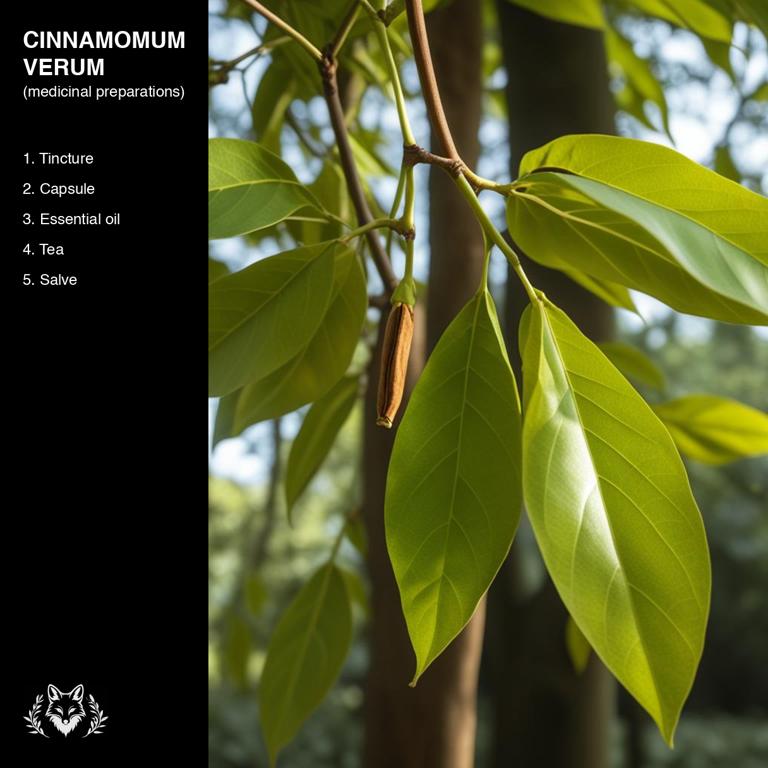 CINNAMOMUM
VERUM
(medicinal preparations)
1. Tincture
2. Capsule
3. Essential oil
4. Tea
5. Salve